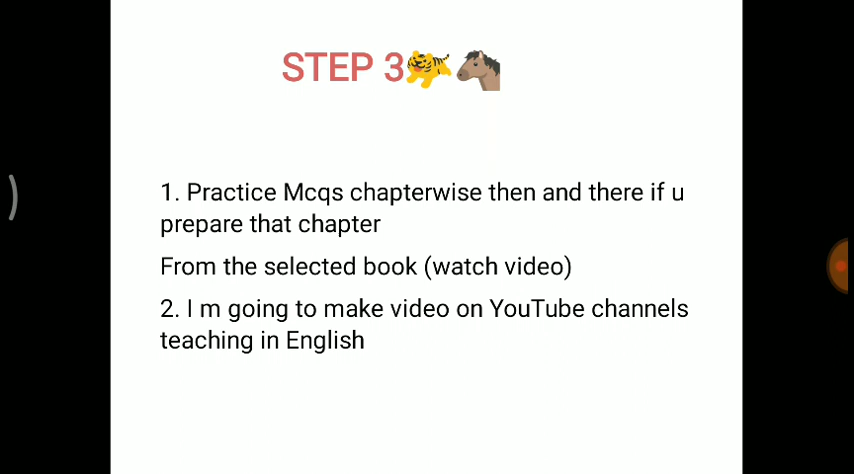 STEP 3🐅🐴
1. Practice Mcqs chapterwise then and there if u
prepare that chapter
From the selected book (watch video)
2. I m going to make video on YouTube channels
teaching in English